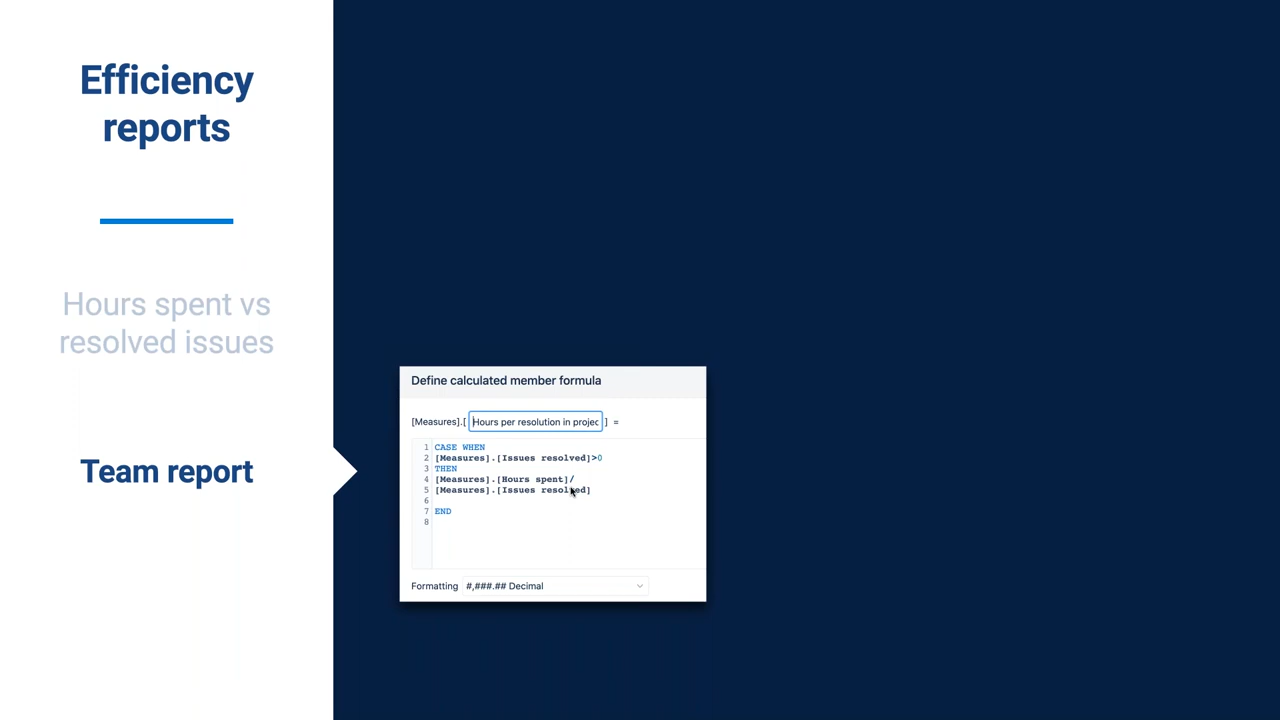 Efficiency
reports
Hours spent vs
resolved issues
Team report
Define calculated member formula
[Measures].[ Hours per resolution in projec ] =
1 CASE WHEN
2 [Measures].[Issues resolved]>0
3 THEN
4 [Measures].[Hours spent]/
5 [Measures].[Issues resolved]
6
7 END
8
Formatting #,###.## Decimal